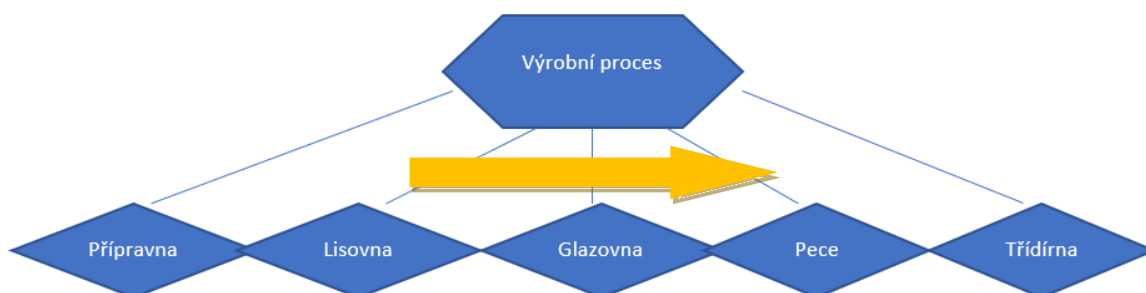 Výrobní proces
Přípravna
Lisovna
Glazovna
Pece
Třídírna